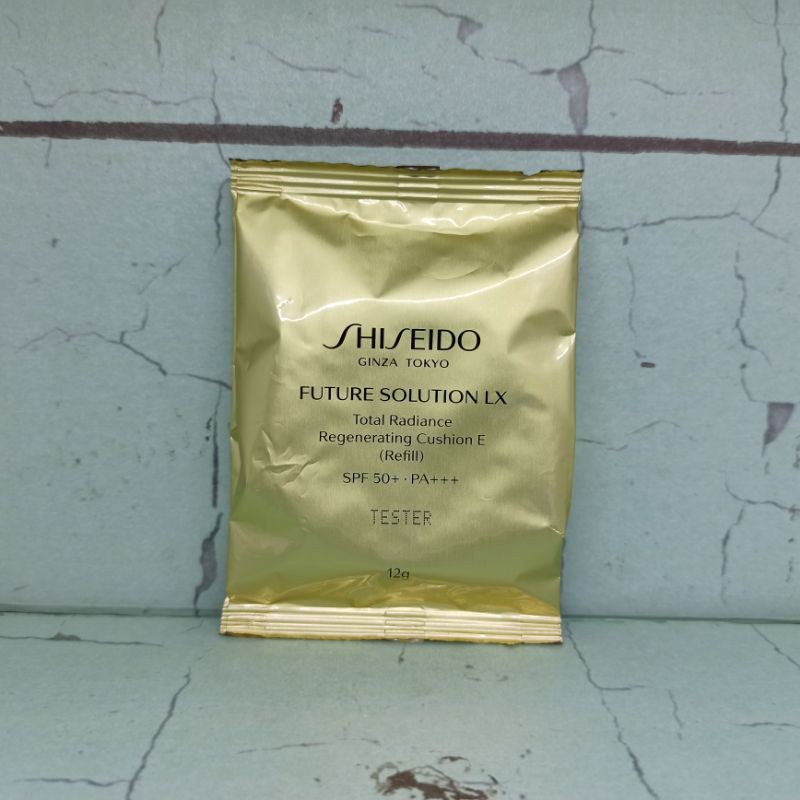 SHISEIDO
GINZA TOKYO
FUTURE SOLUTION LX
Total Radiance
Regenerating Cushion E
(Refill)
SPF 50+ · PA+++
TESTER
12g